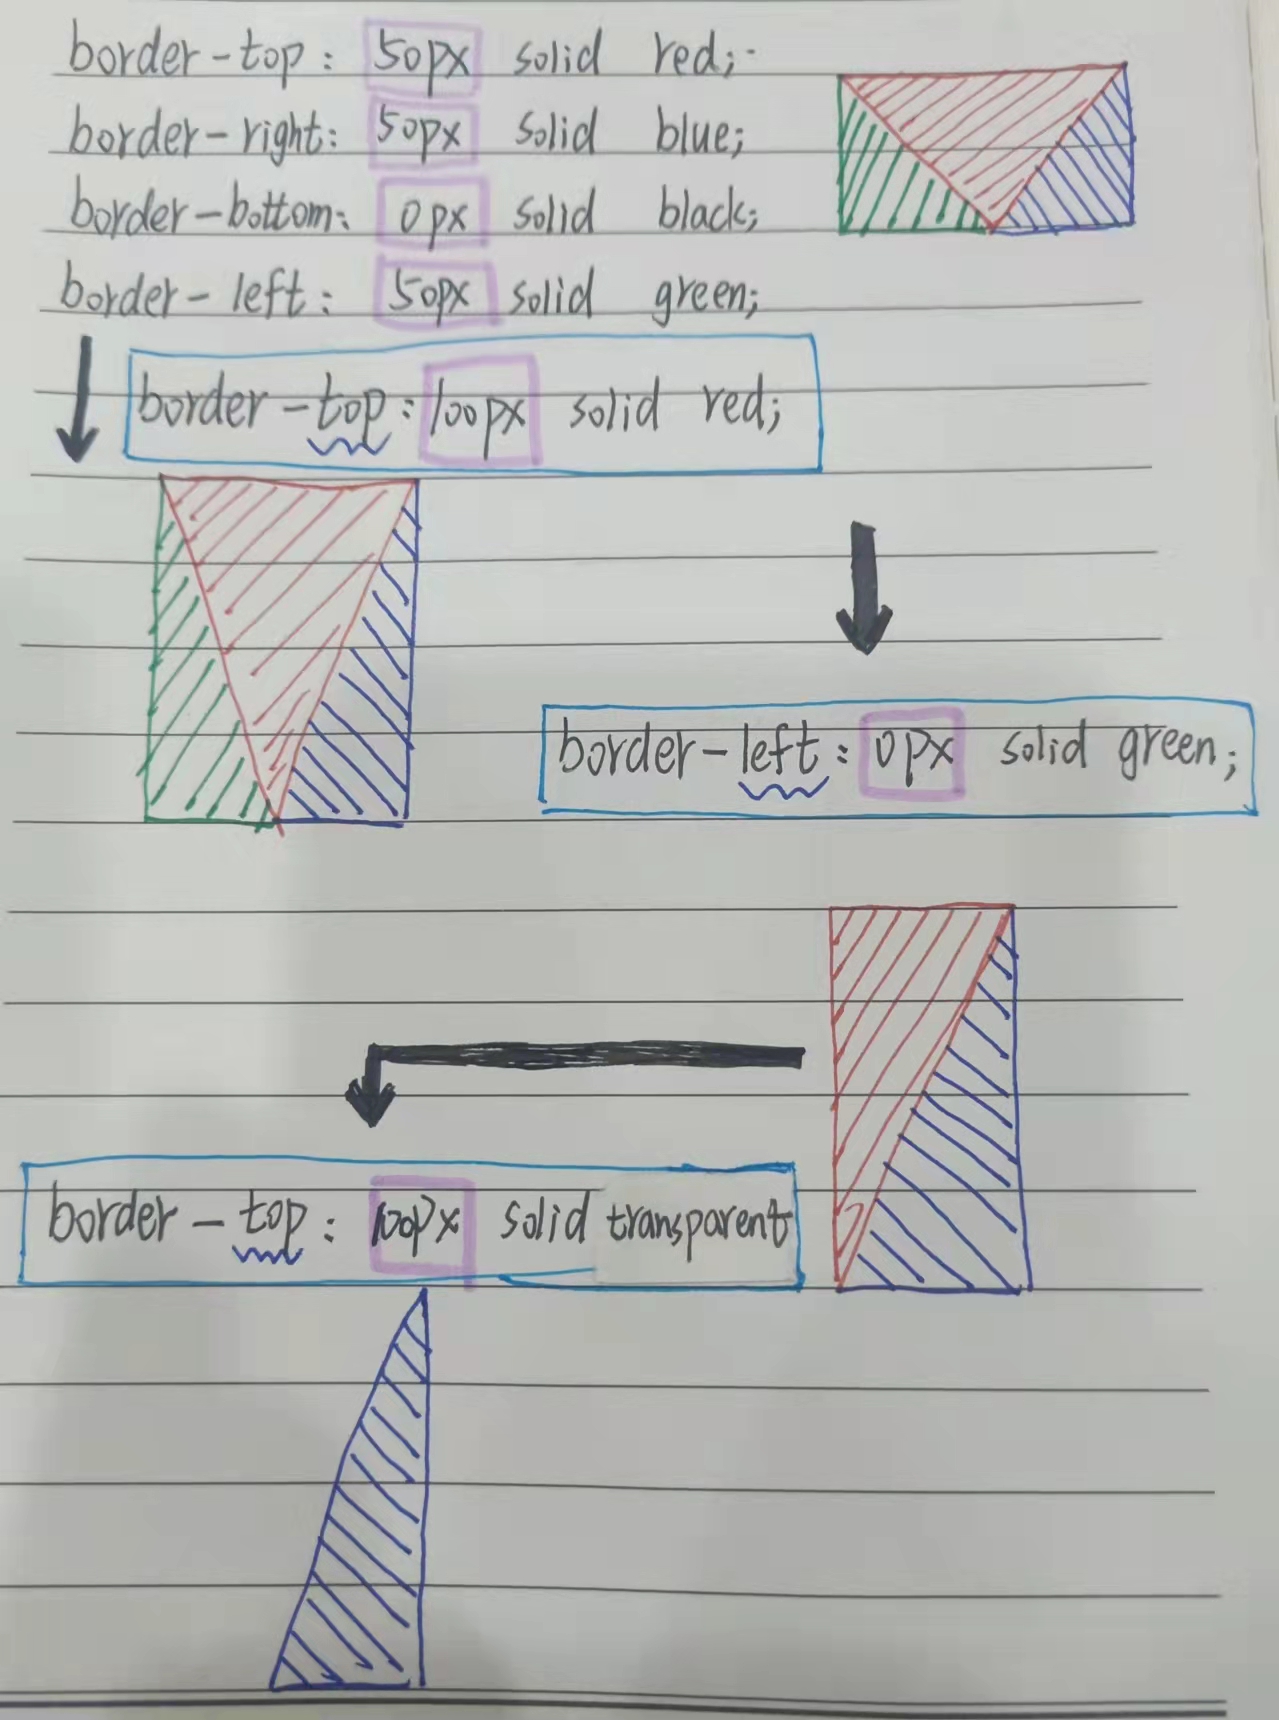 border-top: 50px solid red;
border-right: 50px solid blue;
border-bottom: 0px solid black;
border-left: 50px solid green;
border-top: 100px solid red;
border-left: 0px solid green;
border-top: 100px solid transparent